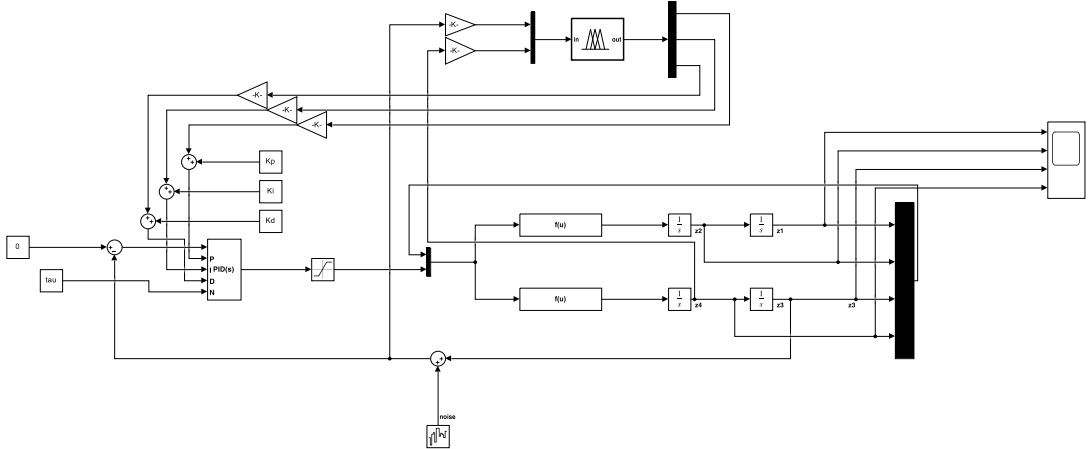 -K-
-K-
in
out
-K-
-K-
-K-
Kp
Ki
Kd
0
tau
P
I
D
N
PID(s)
f(u)
1
s
z2
1
s
z1
f(u)
1
s
z4
1
s
z3
z3
noise
+
+
+
+
+
+
+
−
+
+